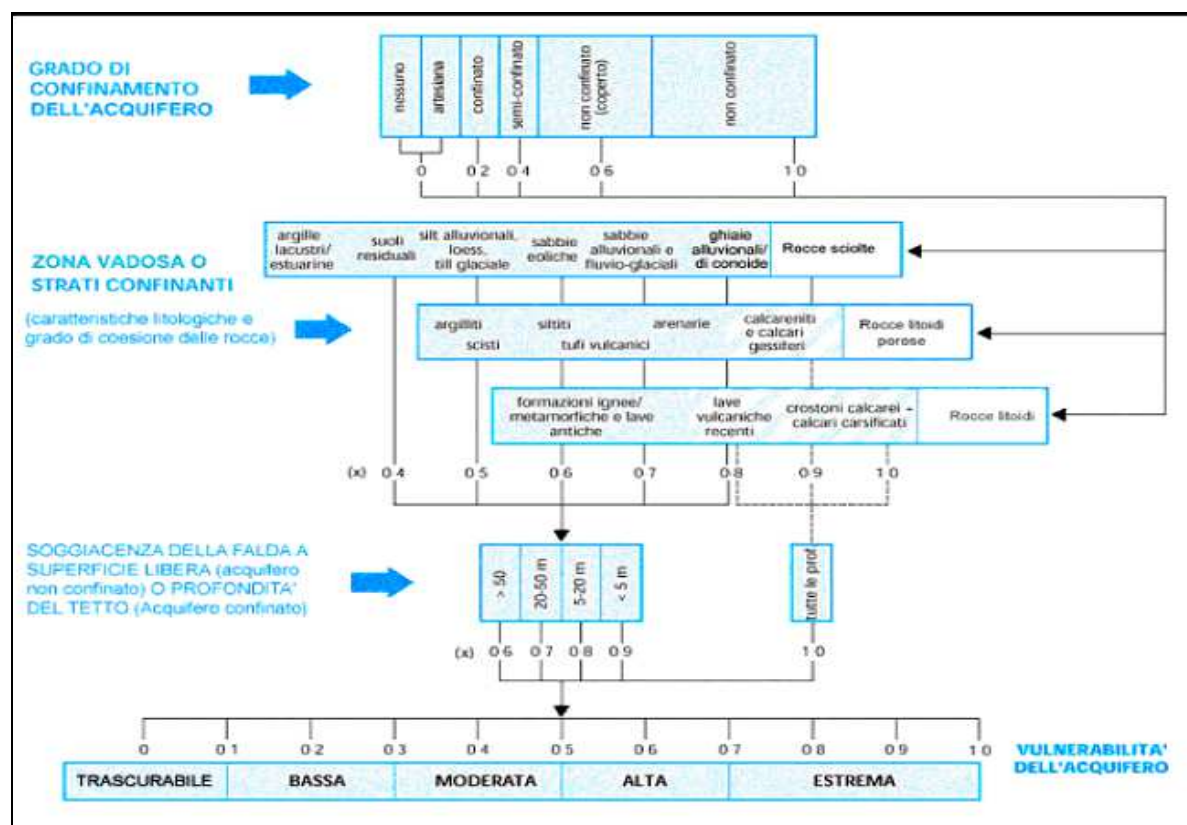 GRADO DI
CONFINAMENTO
DELL'ACQUIFERO
nessuno
artesiana
confinato
semi-confinato
non confinato
(coperto)
non confinato
0 0 2 0 4 0 6 1 0
ZONA VADOSA O
STRATI CONFINANTI
(caratteristiche litologiche e
grado di coesione delle rocce)
argille
lacustri/
estuarine
suoli
residuali
silt alluvionali,
loess,
till glaciale
sabbie
eoliche
sabbie
alluvionali e
fluvio-glaciali
ghiaie
alluvionali/
di conoide
Rocce sciolte
argilliti
scisti
siltiti
tufi vulcanici
arenarie
calcareniti
e calcari
gessiferi
Rocce litoidi
porose
formazioni ignee/
metamorfiche e lave
antiche
lave
vulcaniche
recenti
crostoni calcarei -
calcari carsificati
Rocce litoidi
(x) 0 4 0 5 0 6 0 7 0 8 0 9 1 0
SOGGIACENZA DELLA FALDA A
SUPERFICIE LIBERA (acquifero
non confinato) O PROFONDITA'
DEL TETTO (Acquifero confinato)
> 50
20-50 m
5-20 m
< 5 m
tutte le prof
(x) 0 6 0 7 0 8 0 9 1 0
0 0 1 0 2 0 3 0 4 0 5 0 6 0 7 0 8 0 9 1 0
VULNERABILITA'
DELL'ACQUIFERO
TRASCURABILE BASSA MODERATA ALTA ESTREMA